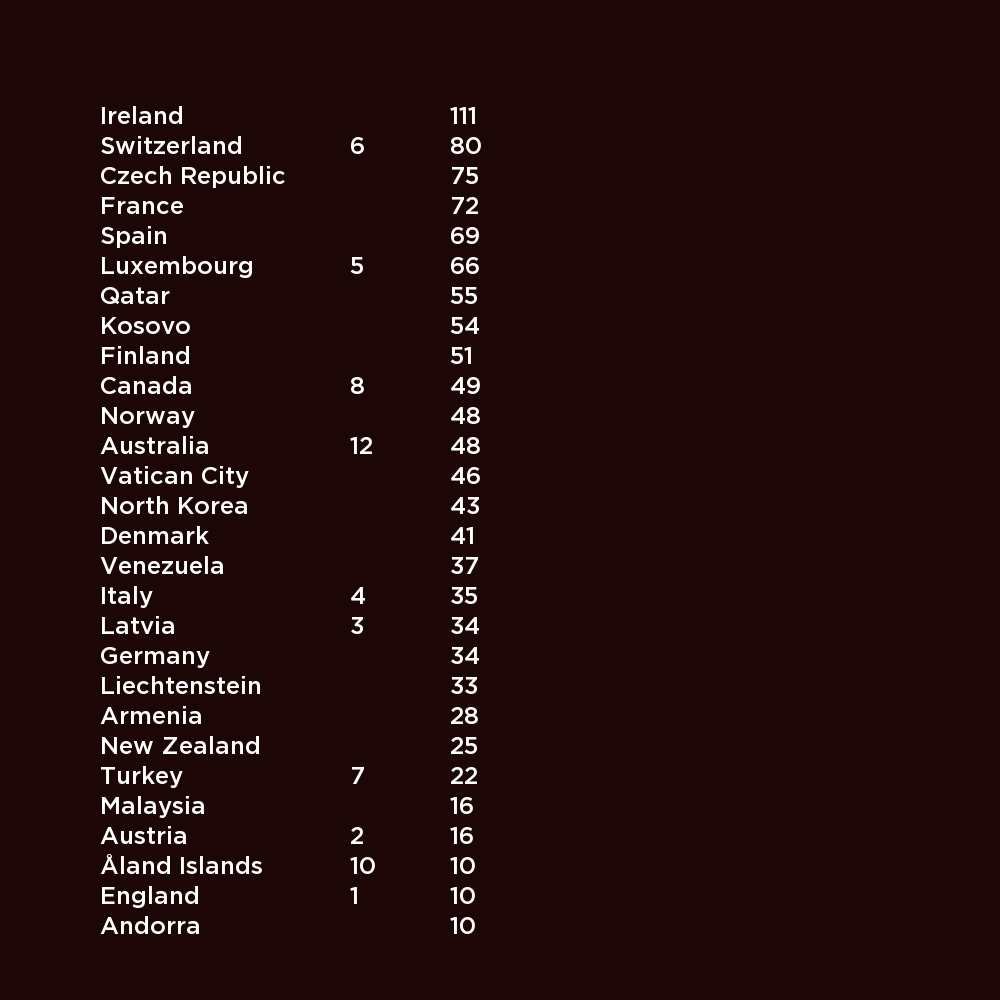 Ireland 111
Switzerland 6 80
Czech Republic 75
France 72
Spain 69
Luxembourg 5 66
Qatar 55
Kosovo 54
Finland 51
Canada 8 49
Norway 48
Australia 12 48
Vatican City 46
North Korea 43
Denmark 41
Venezuela 37
Italy 4 35
Latvia 3 34
Germany 34
Liechtenstein 33
Armenia 28
New Zealand 25
Turkey 7 22
Malaysia 16
Austria 2 16
Åland Islands 10 10
England 1 10
Andorra 10